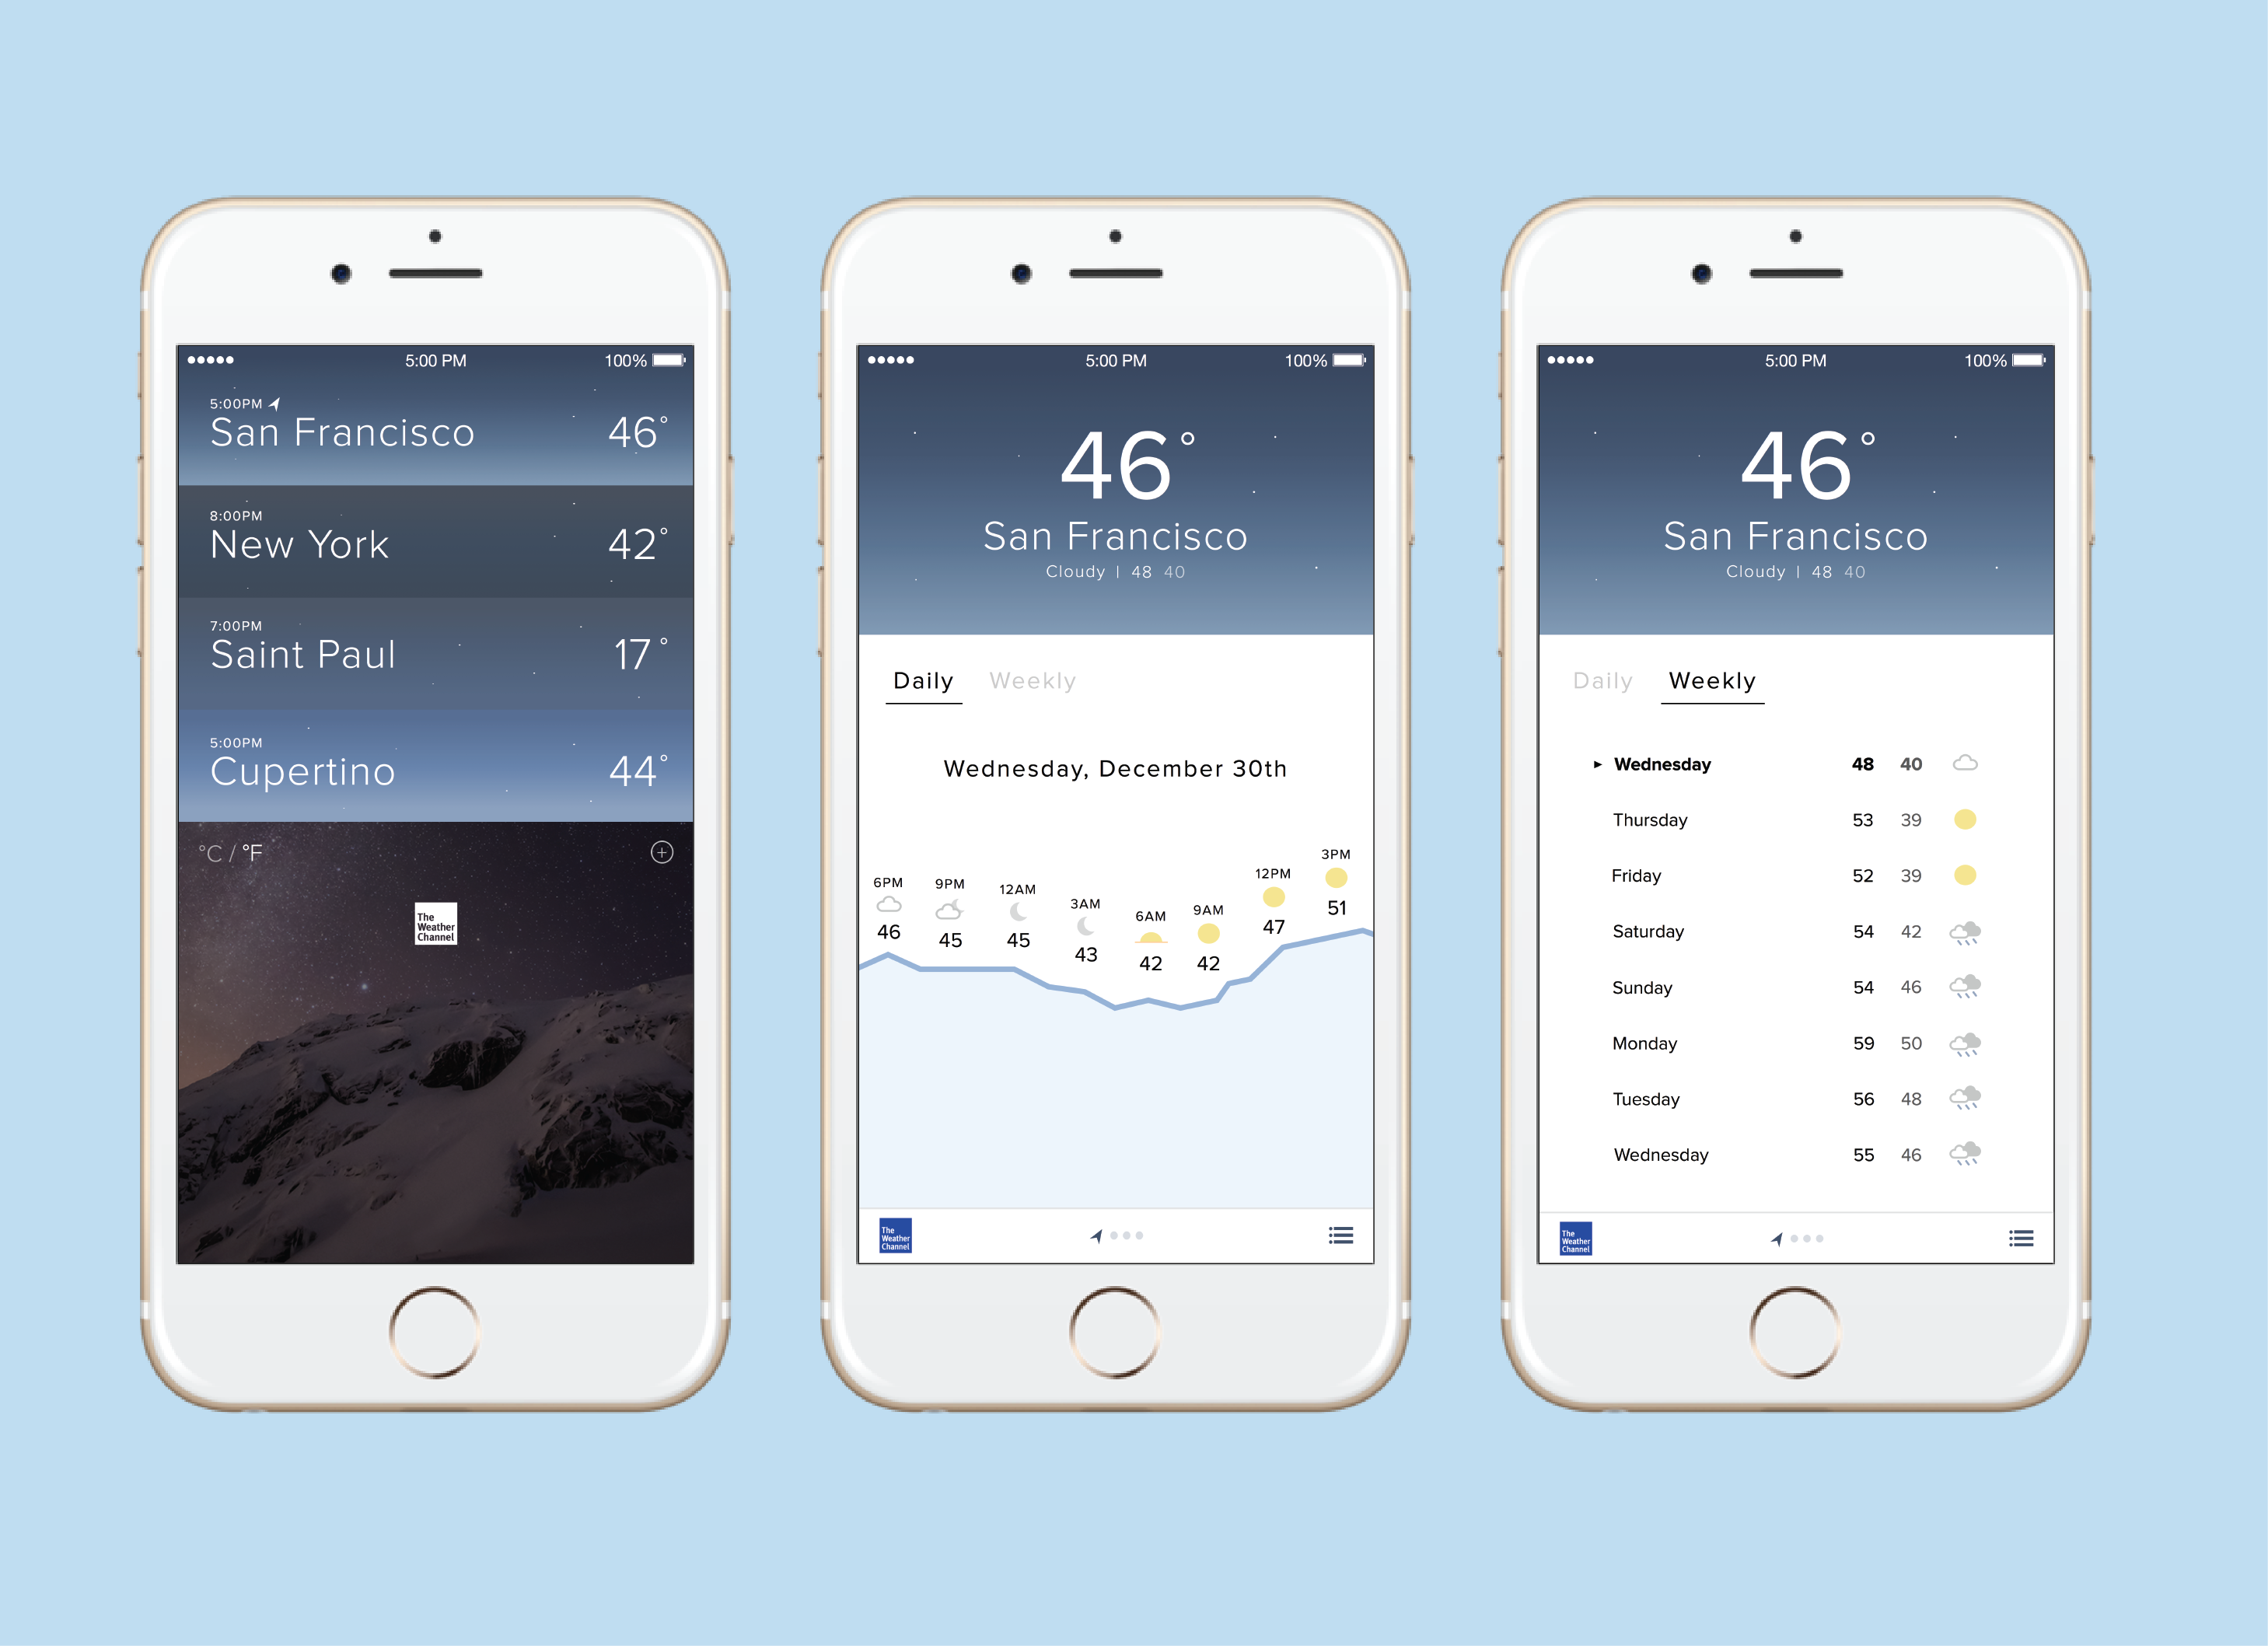 5:00 PM 100%
5:00PM
San Francisco 46°
8:00PM
New York 42°
7:00PM
Saint Paul 17°
5:00PM
Cupertino 44°
°C / °F
The
Weather
Channel
5:00 PM 100%
46°
San Francisco
Cloudy | 48 40
Daily Weekly
Wednesday, December 30th
6PM 9PM 12AM 3AM 6AM 9AM 12PM 3PM
46 45 45 43 42 42 47 51
The
Weather
Channel
5:00 PM 100%
46°
San Francisco
Cloudy | 48 40
Daily Weekly
Wednesday 48 40
Thursday 53 39
Friday 52 39
Saturday 54 42
Sunday 54 46
Monday 59 50
Tuesday 56 48
Wednesday 55 46
The
Weather
Channel